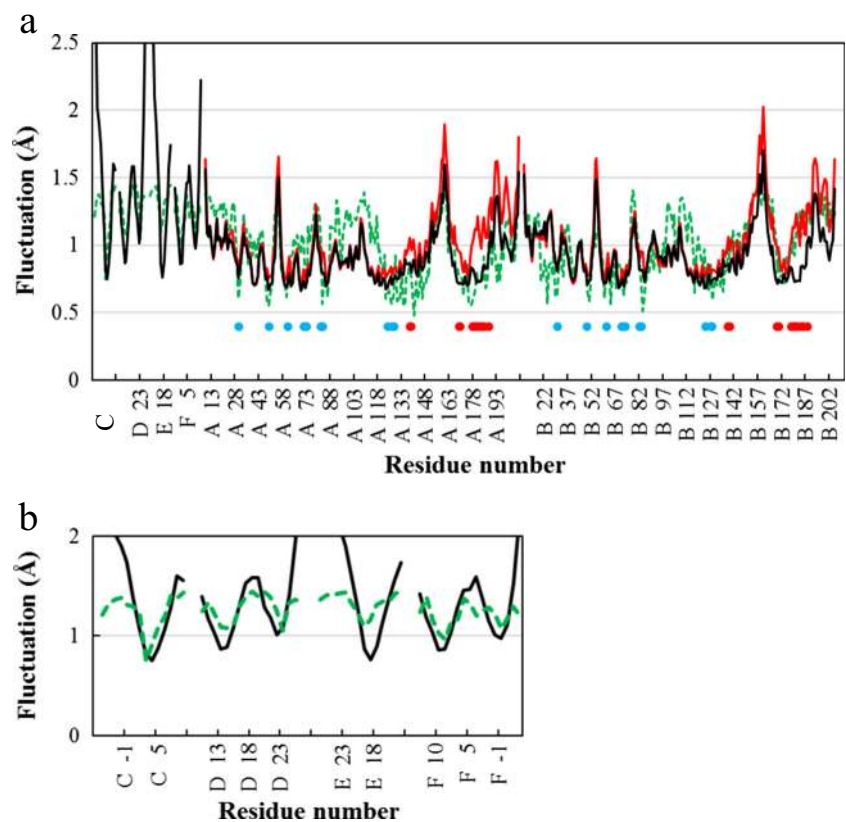 a
2.5
2
1.5
1
0.5
0
Fluctuation (Å)
C
D 23
E 18
F 5
A 13
A 28
A 43
A 58
A 73
A 88
A 103
A 118
A 133
A 148
A 163
A 178
A 193
B 22
B 37
B 52
B 67
B 82
B 97
B 112
B 127
B 142
B 157
B 172
B 187
B 202
Residue number
b
2
1
0
Fluctuation (Å)
C -1
C 5
D 13
D 18
D 23
E 23
E 18
F 10
F 5
F -1
Residue number